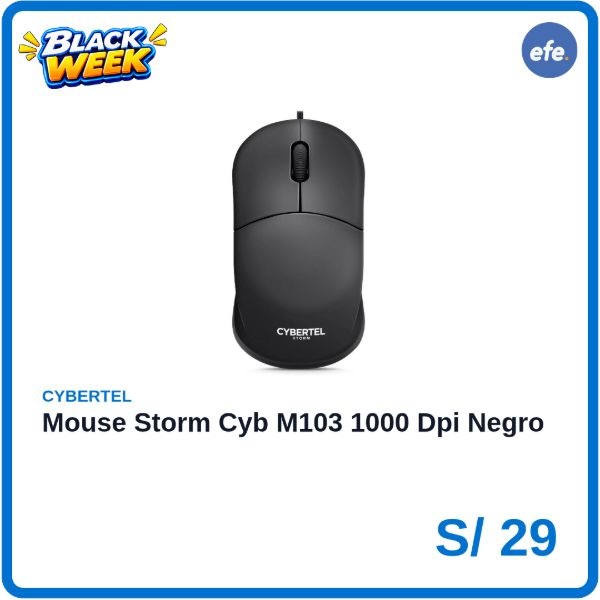 BLACK
WEEK
efe.
CYBERTEL
STORM
CYBERTEL
Mouse Storm Cyb M103 1000 Dpi Negro
S/ 29